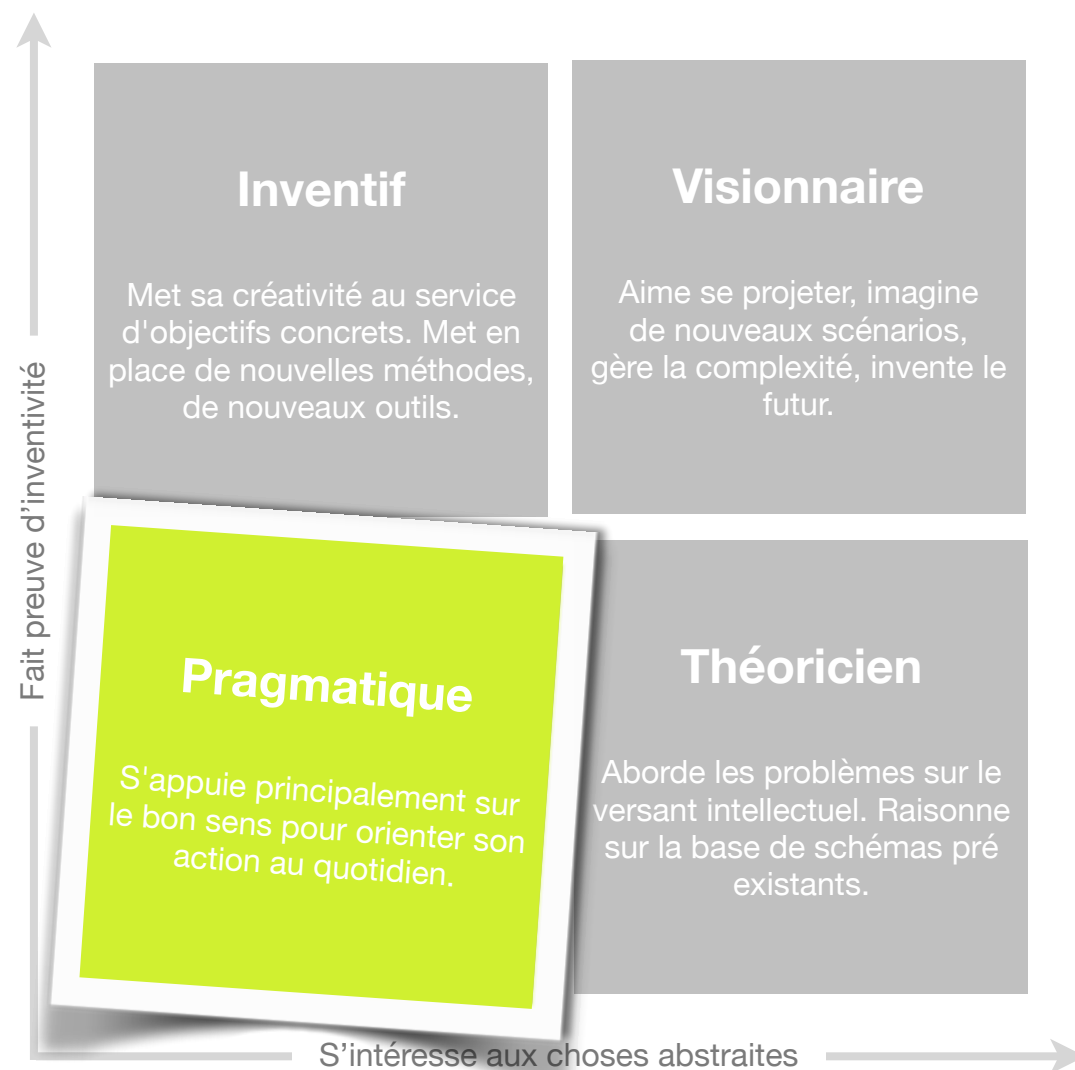 Inventif
Met sa créativité au service
d'objectifs concrets. Met en
place de nouvelles méthodes,
de nouveaux outils.
Visionnaire
Aime se projeter, imagine
de nouveaux scénarios,
gère la complexité, invente le
futur.
Fait preuve d’inventivité
Pragmatique
S'appuie principalement sur
le bon sens pour orienter son
action au quotidien.
Théoricien
Aborde les problèmes sur le
versant intellectuel. Raisonne
sur la base de schémas pré
existants.
S’intéresse aux choses abstraites